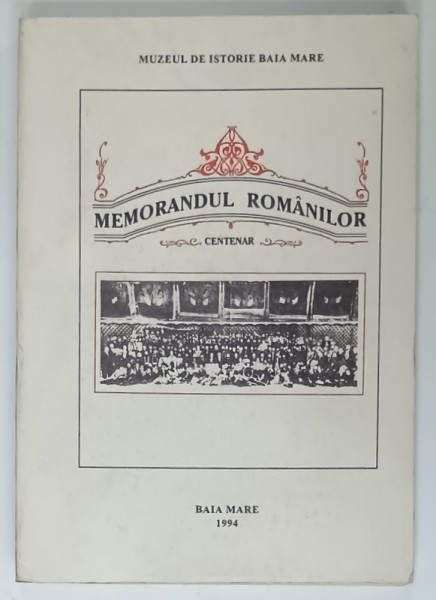 MUZEUL DE ISTORIE BAIA MARE
MEMORANDUL ROMÂNILOR
CENTENAR
BAIA MARE
1994